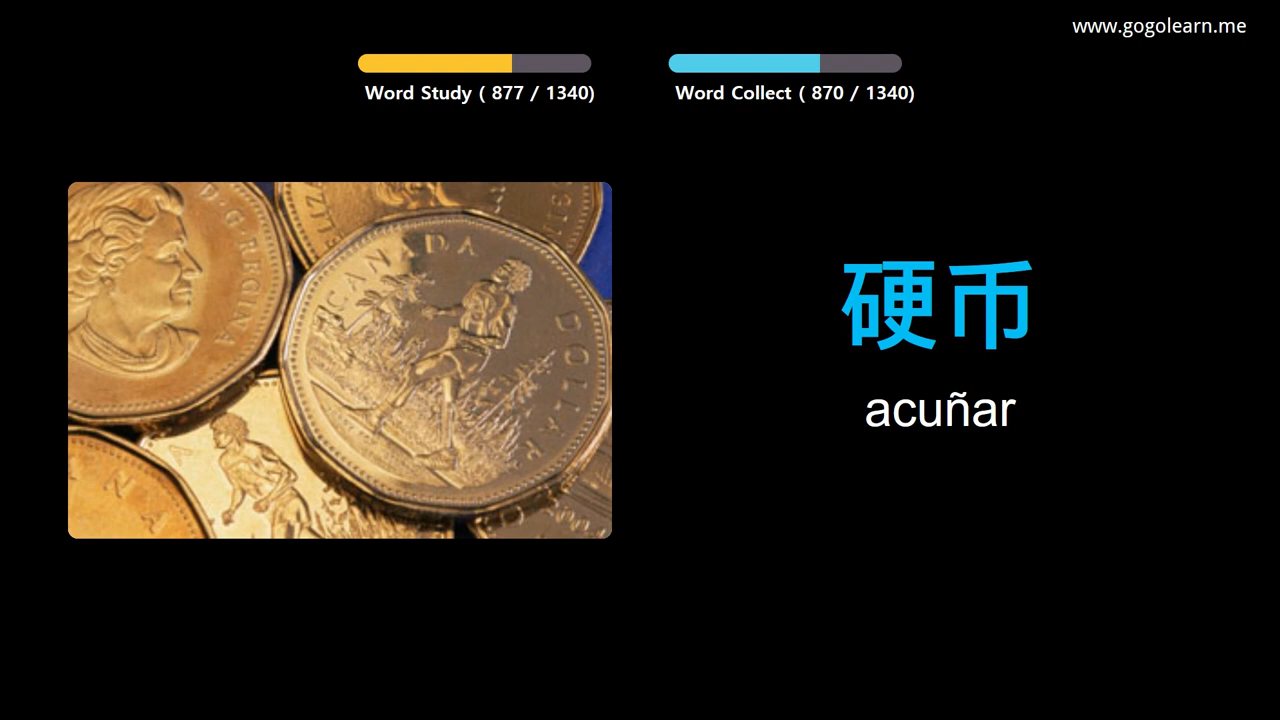 www.gogolearn.me
Word Study ( 877 / 1340)
Word Collect ( 870 / 1340)
D·G·REGINA
CANADA
DOLLAR
硬币
acuñar